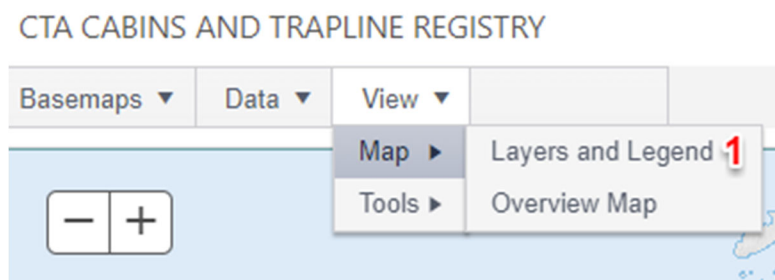 CTA CABINS AND TRAPLINE REGISTRY
Basemaps ▼ Data ▼ View ▼
Map ▶ Layers and Legend 1
Tools ▶ Overview Map
− +